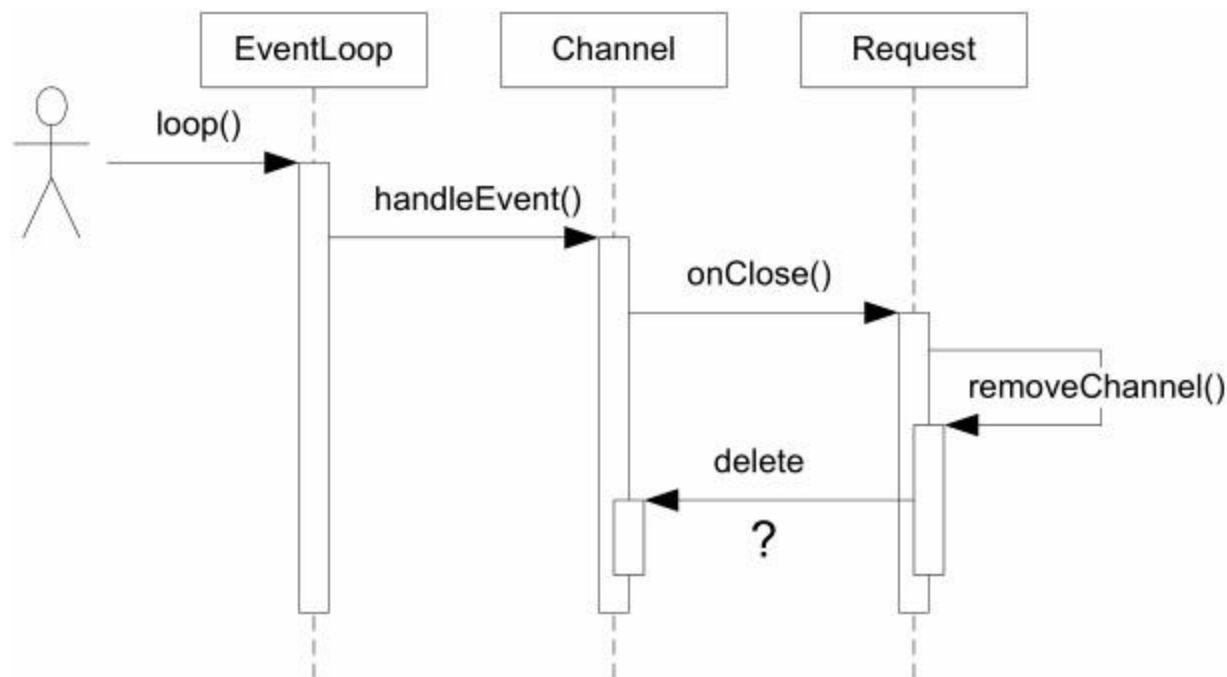 EventLoop
Channel
Request
loop()
handleEvent()
onClose()
removeChannel()
delete
?